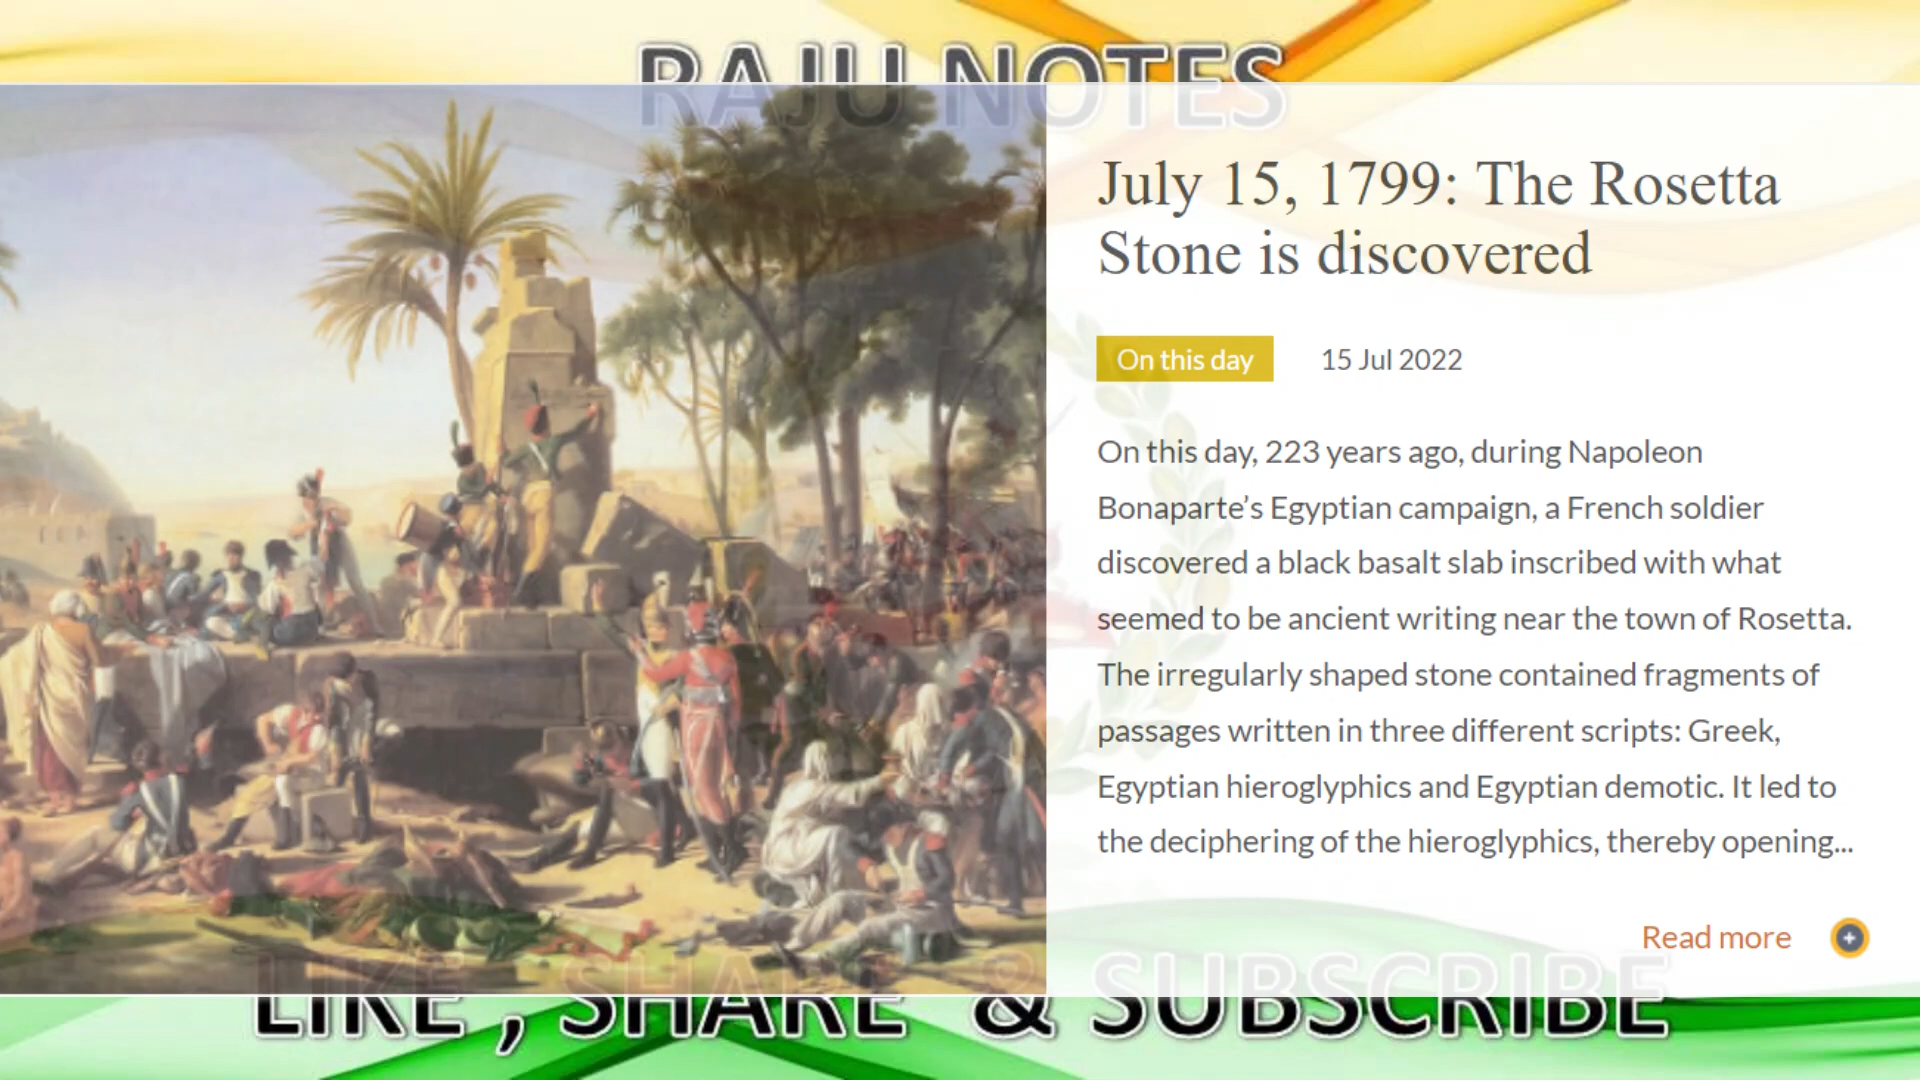 RAJU NOTES
July 15, 1799: The Rosetta
Stone is discovered
On this day
15 Jul 2022
On this day, 223 years ago, during Napoleon
Bonaparte’s Egyptian campaign, a French soldier
discovered a black basalt slab inscribed with what
seemed to be ancient writing near the town of Rosetta.
The irregularly shaped stone contained fragments of
passages written in three different scripts: Greek,
Egyptian hieroglyphics and Egyptian demotic. It led to
the deciphering of the hieroglyphics, thereby opening...
Read more
LIKE , SHARE & SUBSCRIBE